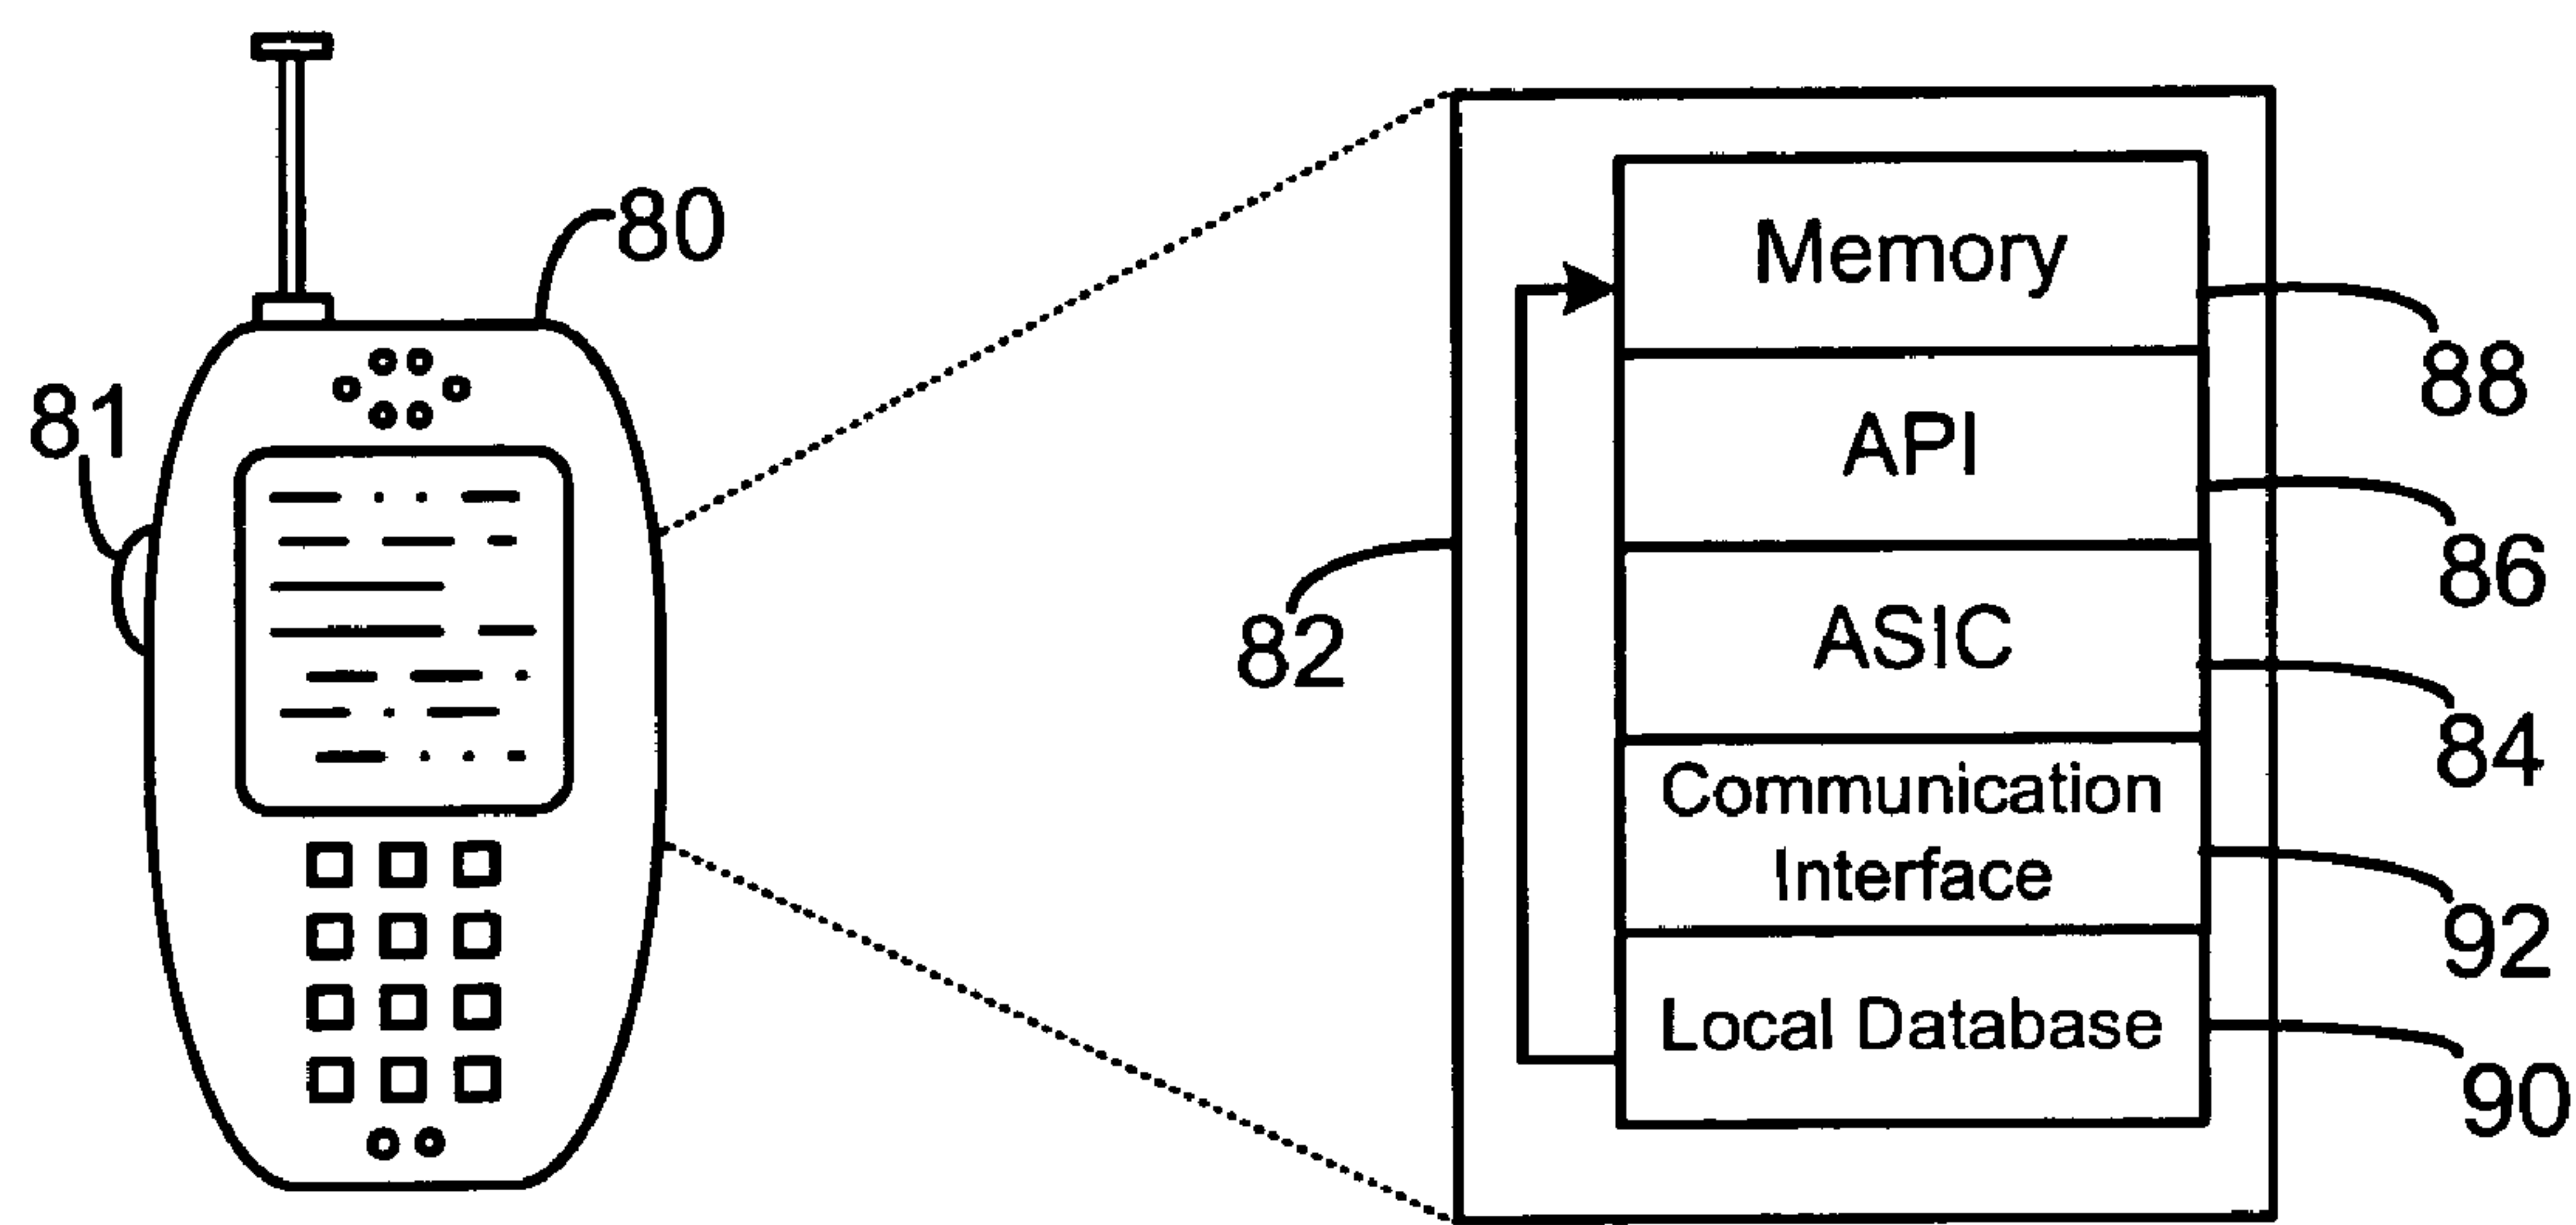 80
81
82
Memory
88
API
86
ASIC
84
Communication
Interface
92
Local Database
90